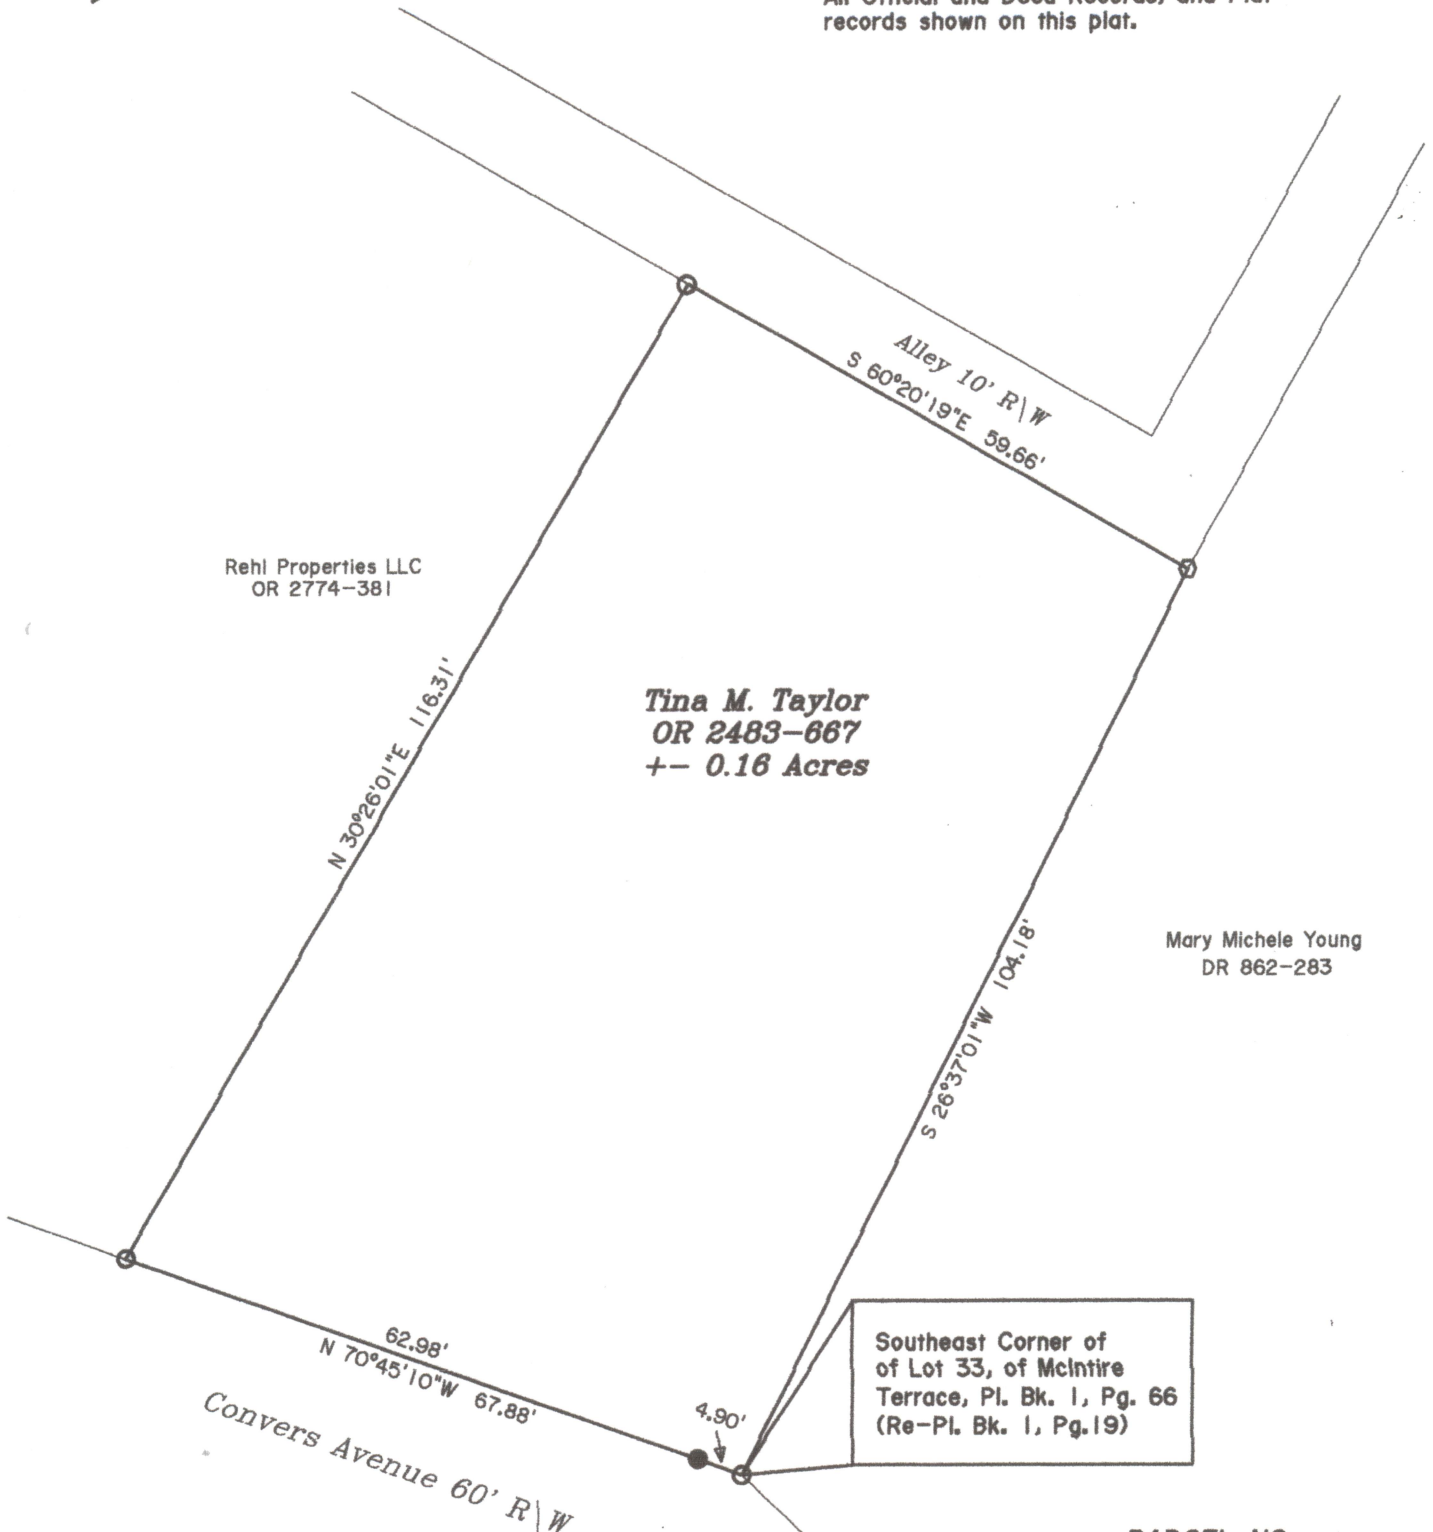 records shown on this plat.
Alley 10' R\W
S 60°20'19"E 59.66'
Rehl Properties LLC
OR 2774-381
N 30°26'01"E 116.31'
Tina M. Taylor
OR 2483-667
+- 0.16 Acres
Mary Michele Young
DR 862-283
S 26°37'01"W 104.18'
62.98'
N 70°45'10"W 67.88'
4.90'
Southeast Corner of
of Lot 33, of McIntire
Terrace, Pl. Bk. 1, Pg. 66
(Re-Pl. Bk. 1, Pg.19)
Convers Avenue 60' R\W